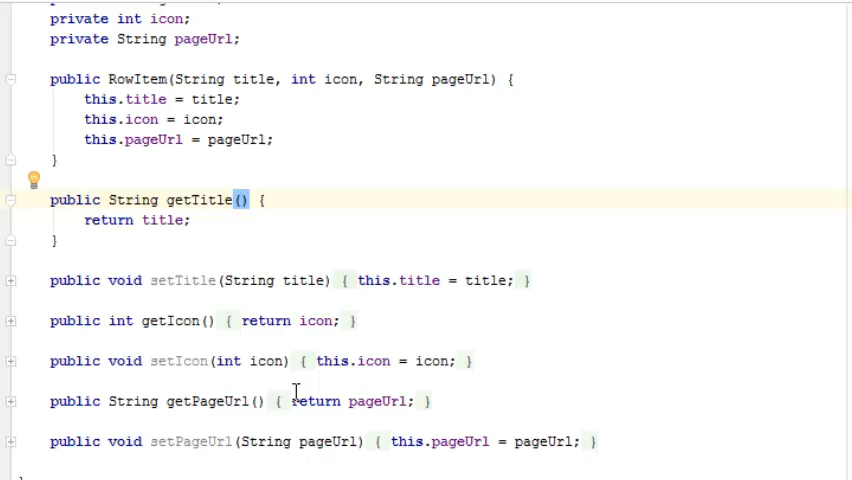 private int icon;
private String pageUrl;
public RowItem(String title, int icon, String pageUrl) {
this.title = title;
this.icon = icon;
this.pageUrl = pageUrl;
}
public String getTitle() {
return title;
}
public void setTitle(String title) { this.title = title; }
public int getIcon() { return icon; }
public void setIcon(int icon) { this.icon = icon; }
public String getPageUrl() { return pageUrl; }
public void setPageUrl(String pageUrl) { this.pageUrl = pageUrl; }